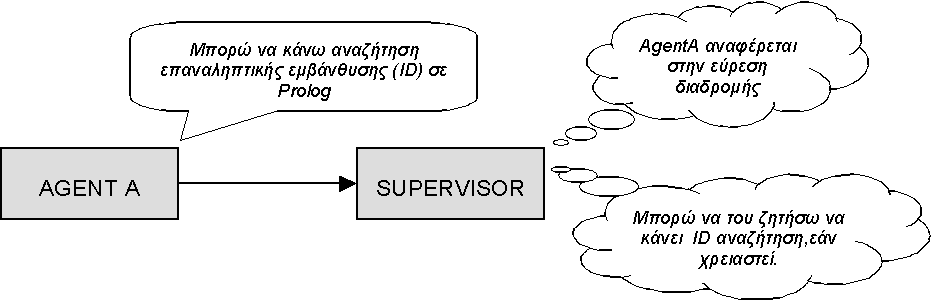 Μπορώ να κάνω αναζήτηση
επαναληπτικής εμβάνθυσης (ID) σε
Prolog
AgentA αναφέρεται
στην εύρεση
διαδρομής
AGENT A
SUPERVISOR
Μπορώ να του ζητήσω να
κάνει ID αναζήτηση,εάν
χρειαστεί.